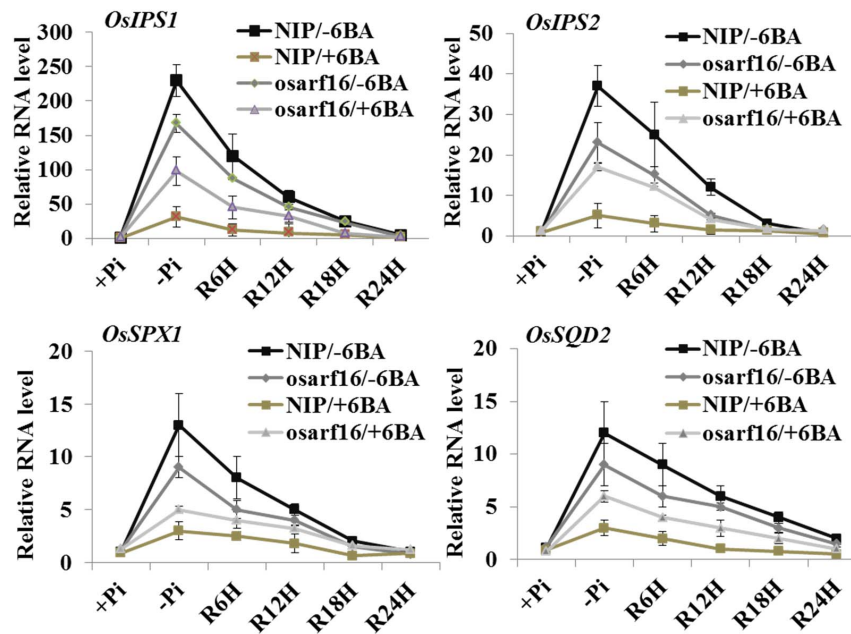 OsIPS1
Relative RNA level
300
250
200
150
100
50
0
NIP/-6BA
NIP/+6BA
osarf16/-6BA
osarf16/+6BA
+Pi
-Pi
R6H
R12H
R18H
R24H
OsIPS2
Relative RNA level
50
40
30
20
10
0
NIP/-6BA
osarf16/-6BA
NIP/+6BA
osarf16/+6BA
+Pi
-Pi
R6H
R12H
R18H
R24H
OsSPX1
Relative RNA level
20
15
10
5
0
NIP/-6BA
osarf16/-6BA
NIP/+6BA
osarf16/+6BA
+Pi
-Pi
R6H
R12H
R18H
R24H
OsSQD2
Relative RNA level
20
15
10
5
0
NIP/-6BA
osarf16/-6BA
NIP/+6BA
osarf16/+6BA
+Pi
-Pi
R6H
R12H
R18H
R24H